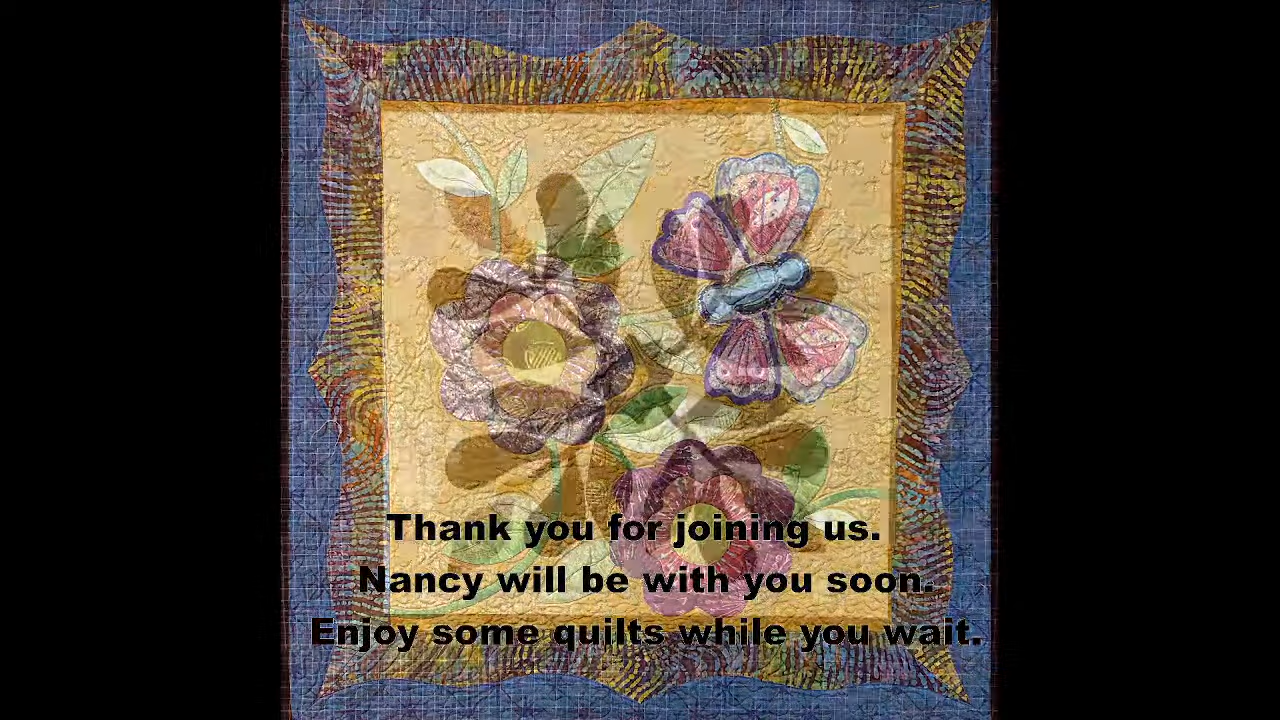 Thank you for joining us.
Nancy will be with you soon.
Enjoy some quilts while you wait.